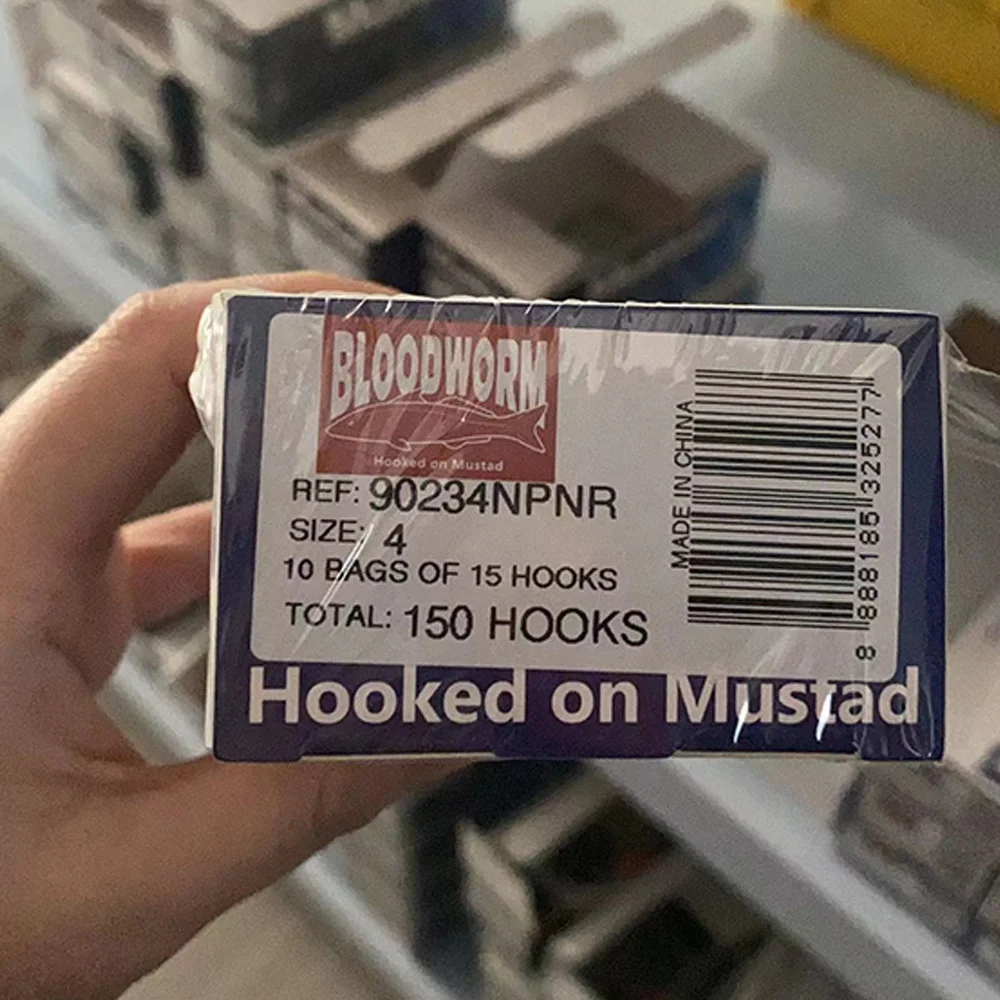 BLOODWORM
Hooked on Mustad
REF: 90234NPNR
SIZE: 4
10 BAGS OF 15 HOOKS
TOTAL: 150 HOOKS
MADE IN CHINA
8 888185 325277
Hooked on Mustad